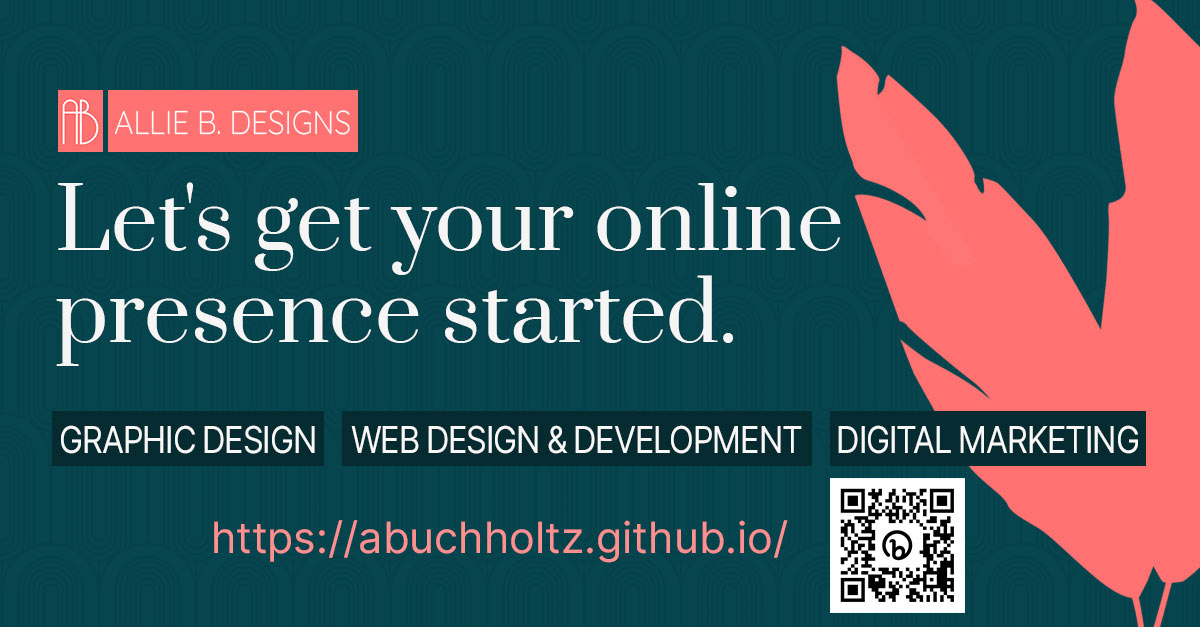 AB ALLIE B. DESIGNS
Let's get your online
presence started.
GRAPHIC DESIGN WEB DESIGN & DEVELOPMENT DIGITAL MARKETING
https://abuchholtz.github.io/